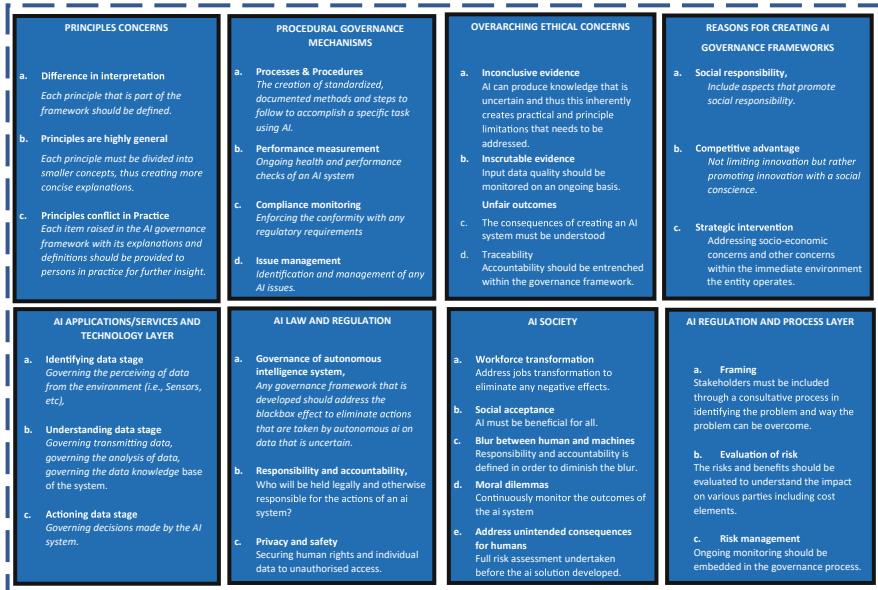 PRINCIPLES CONCERNS
a. Difference in interpretation
Each principle that is part of the
framework should be defined.
b. Principles are highly general
Each principle must be divided into
smaller concepts, thus creating more
concise explanations.
c. Principles conflict in Practice
Each item raised in the AI governance
framework with its explanations and
definitions should be provided to
persons in practice for further insight.
PROCEDURAL GOVERNANCE
MECHANISMS
a. Processes & Procedures
The creation of standardized,
documented methods and steps to
follow to accomplish a specific task
using AI.
b. Performance measurement
Ongoing health and performance
checks of an AI system
c. Compliance monitoring
Enforcing the conformity with any
regulatory requirements
d. Issue management
Identification and management of any
AI issues.
OVERARCHING ETHICAL CONCERNS
a. Inconclusive evidence
AI can produce knowledge that is
uncertain and thus this inherently
creates practical and principle
limitations that needs to be
addressed.
b. Inscrutable evidence
Input data quality should be
monitored on an ongoing basis.
Unfair outcomes
c. The consequences of creating an AI
system must be understood
d. Traceability
Accountability should be entrenched
within the governance framework.
REASONS FOR CREATING AI
GOVERNANCE FRAMEWORKS
a. Social responsibility,
Include aspects that promote
social responsibility.
b. Competitive advantage
Not limiting innovation but rather
promoting innovation with a social
conscience.
c. Strategic intervention
Addressing socio-economic
concerns and other concerns
within the immediate environment
the entity operates.
AI APPLICATIONS/SERVICES AND
TECHNOLOGY LAYER
a. Identifying data stage
Governing the perceiving of data
from the environment (i.e., Sensors,
etc),
b. Understanding data stage
Governing transmitting data,
governing the analysis of data,
governing the data knowledge base
of the system.
c. Actioning data stage
Governing decisions made by the AI
system.
AI LAW AND REGULATION
a. Governance of autonomous
intelligence system,
Any governance framework that is
developed should address the
blackbox effect to eliminate actions
that are taken by autonomous ai on
data that is uncertain.
b. Responsibility and accountability,
Who will be held legally and otherwise
responsible for the actions of an ai
system?
c. Privacy and safety
Securing human rights and individual
data to unauthorised access.
AI SOCIETY
a. Workforce transformation
Address jobs transformation to
eliminate any negative effects.
b. Social acceptance
AI must be beneficial for all.
c. Blur between human and machines
Responsibility and accountability is
defined in order to diminish the blur.
d. Moral dilemmas
Continuously monitor the outcomes of
the ai system
e. Address unintended consequences
for humans
Full risk assessment undertaken
before the ai solution developed.
AI REGULATION AND PROCESS LAYER
a. Framing
Stakeholders must be included
through a consultative process in
identifying the problem and way the
problem can be overcome.
b. Evaluation of risk
The risks and benefits should be
evaluated to understand the impact
on various parties including cost
elements.
c. Risk management
Ongoing monitoring should be
embedded in the governance process.